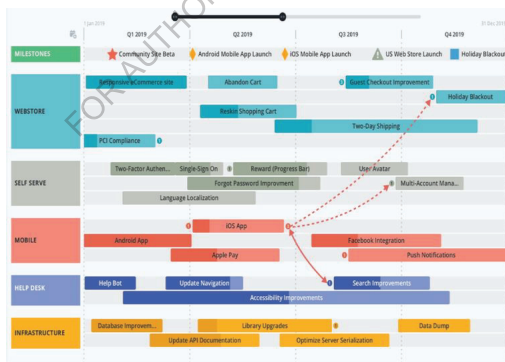 1 Jan 2019
31 Dec 2019
Q1 2019 Q2 2019 Q3 2019 Q4 2019
MILESTONES Community Site Beta Android Mobile App Launch iOS Mobile App Launch US Web Store Launch Holiday Blackout
WEBSTORE
Responsive eCommerce site Abandon Cart Guest Checkout Improvement
Holiday Blackout
Reskin Shopping Cart
Two-Day Shipping
PCI Compliance
SELF SERVE
Two-Factor Authen... Single-Sign On Reward (Progress Bar) User Avatar
Forgot Password Improvment Multi-Account Mana...
Language Localization
MOBILE
iOS App
Android App Facebook Integration
Apple Pay Push Notifications
HELP DESK
Help Bot Update Navigation Search Improvements
Accessibility Improvements
INFRASTRUCTURE
Database Improvem... Library Upgrades Data Dump
Update API Documentation Optimize Server Serialization
FOR AUTHO